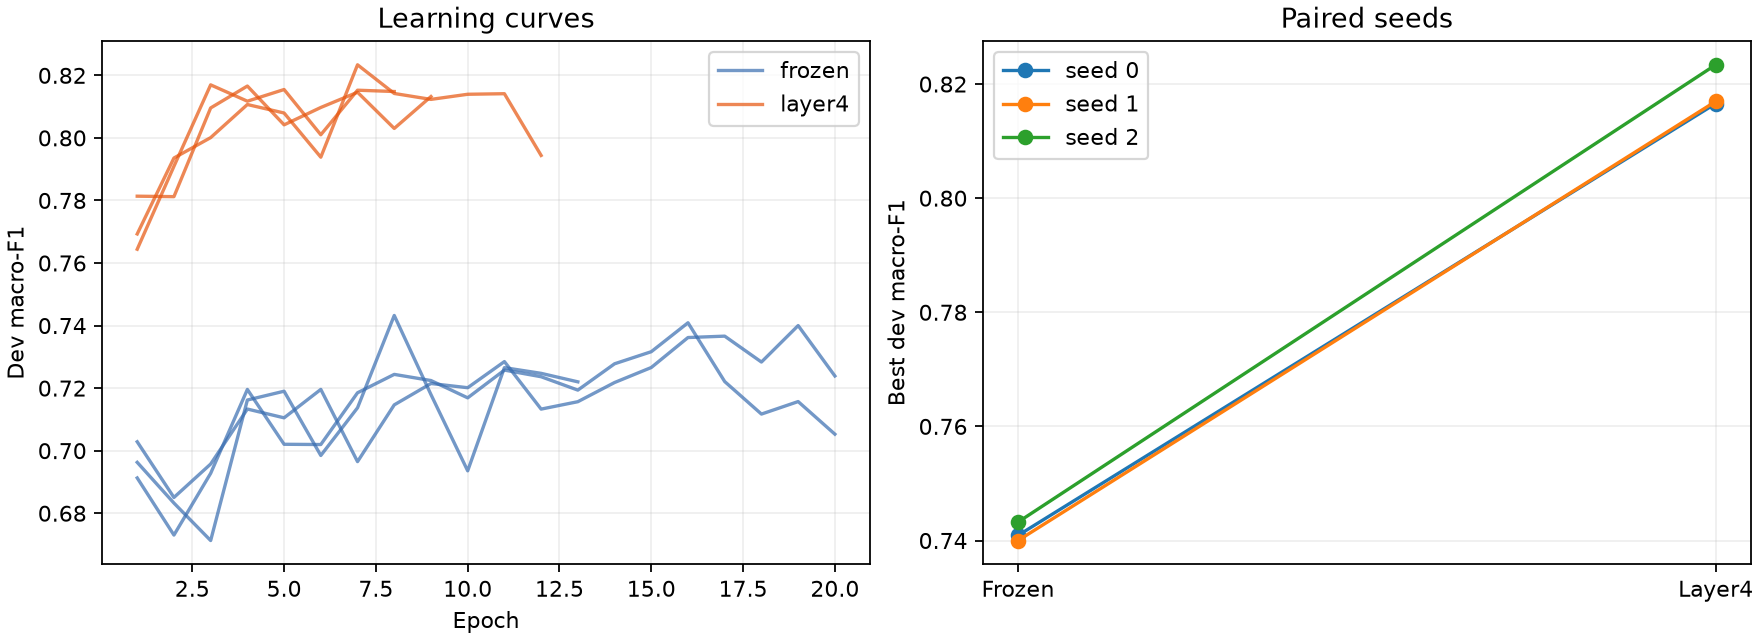 Learning curves
Dev macro-F1
0.82
0.80
0.78
0.76
0.74
0.72
0.70
0.68
frozen
layer4
2.5 5.0 7.5 10.0 12.5 15.0 17.5 20.0
Epoch
Paired seeds
Best dev macro-F1
0.82
0.80
0.78
0.76
0.74
seed 0
seed 1
seed 2
Frozen Layer4